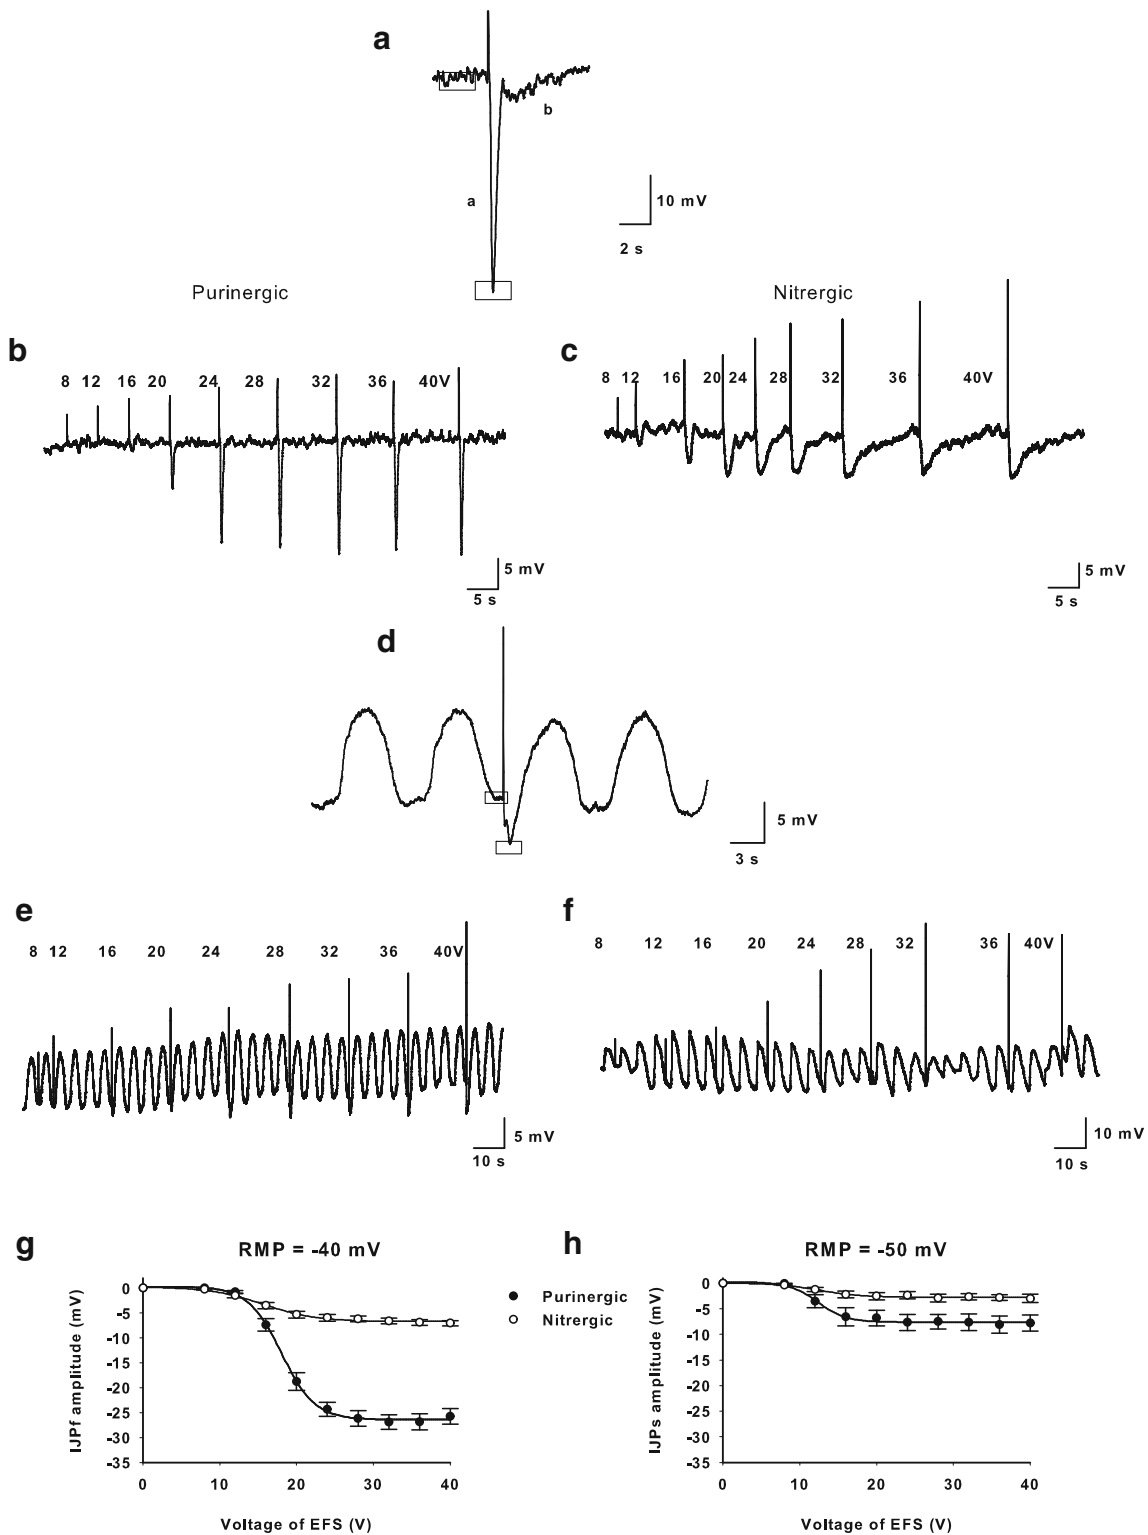 a
b
a
10 mV
2 s
Purinergic
Nitrergic
b
8 12 16 20 24 28 32 36 40V
5 mV
5 s
c
8 12 16 20 24 28 32 36 40V
5 mV
5 s
d
5 mV
3 s
e
8 12 16 20 24 28 32 36 40V
5 mV
10 s
f
8 12 16 20 24 28 32 36 40V
10 mV
10 s
g
RMP = -40 mV
IJPf amplitude (mV)
0
-5
-10
-15
-20
-25
-30
-35
0 20 40
Voltage of EFS (V)
Purinergic
Nitrergic
h
RMP = -50 mV
IJPs amplitude (mV)
0
-5
-10
-15
-20
-25
-30
-35
0 10 20 30 40
Voltage of EFS (V)